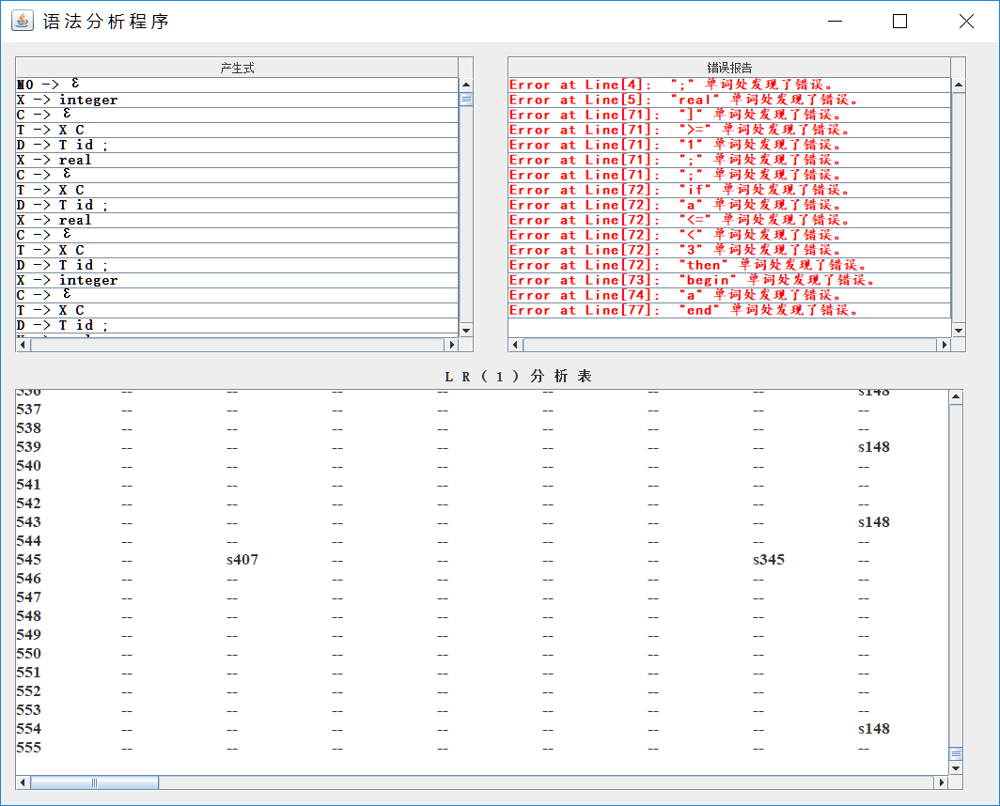 语法分析程序
产生式
M0 -> ε
X -> integer
C -> ε
T -> X C
D -> T id ;
X -> real
C -> ε
T -> X C
D -> T id ;
X -> real
C -> ε
T -> X C
D -> T id ;
X -> integer
C -> ε
T -> X C
D -> T id ;
错误报告
Error at Line[4]: ";" 单词处发现了错误。
Error at Line[5]: "real" 单词处发现了错误。
Error at Line[71]: "]" 单词处发现了错误。
Error at Line[71]: ">=" 单词处发现了错误。
Error at Line[71]: "1" 单词处发现了错误。
Error at Line[71]: ";" 单词处发现了错误。
Error at Line[71]: ";" 单词处发现了错误。
Error at Line[72]: "if" 单词处发现了错误。
Error at Line[72]: "a" 单词处发现了错误。
Error at Line[72]: "<=" 单词处发现了错误。
Error at Line[72]: "<" 单词处发现了错误。
Error at Line[72]: "3" 单词处发现了错误。
Error at Line[72]: "then" 单词处发现了错误。
Error at Line[73]: "begin" 单词处发现了错误。
Error at Line[74]: "a" 单词处发现了错误。
Error at Line[77]: "end" 单词处发现了错误。
LR(1)分析表
536 -- -- -- -- -- -- -- s148
537 -- -- -- -- -- -- -- --
538 -- -- -- -- -- -- -- --
539 -- -- -- -- -- -- -- s148
540 -- -- -- -- -- -- -- --
541 -- -- -- -- -- -- -- --
542 -- -- -- -- -- -- -- --
543 -- -- -- -- -- -- -- s148
544 -- -- -- -- -- -- -- --
545 -- s407 -- -- -- -- s345 --
546 -- -- -- -- -- -- -- --
547 -- -- -- -- -- -- -- --
548 -- -- -- -- -- -- -- --
549 -- -- -- -- -- -- -- --
550 -- -- -- -- -- -- -- --
551 -- -- -- -- -- -- -- --
552 -- -- -- -- -- -- -- --
553 -- -- -- -- -- -- -- --
554 -- -- -- -- -- -- -- s148
555 -- -- -- -- -- -- -- --